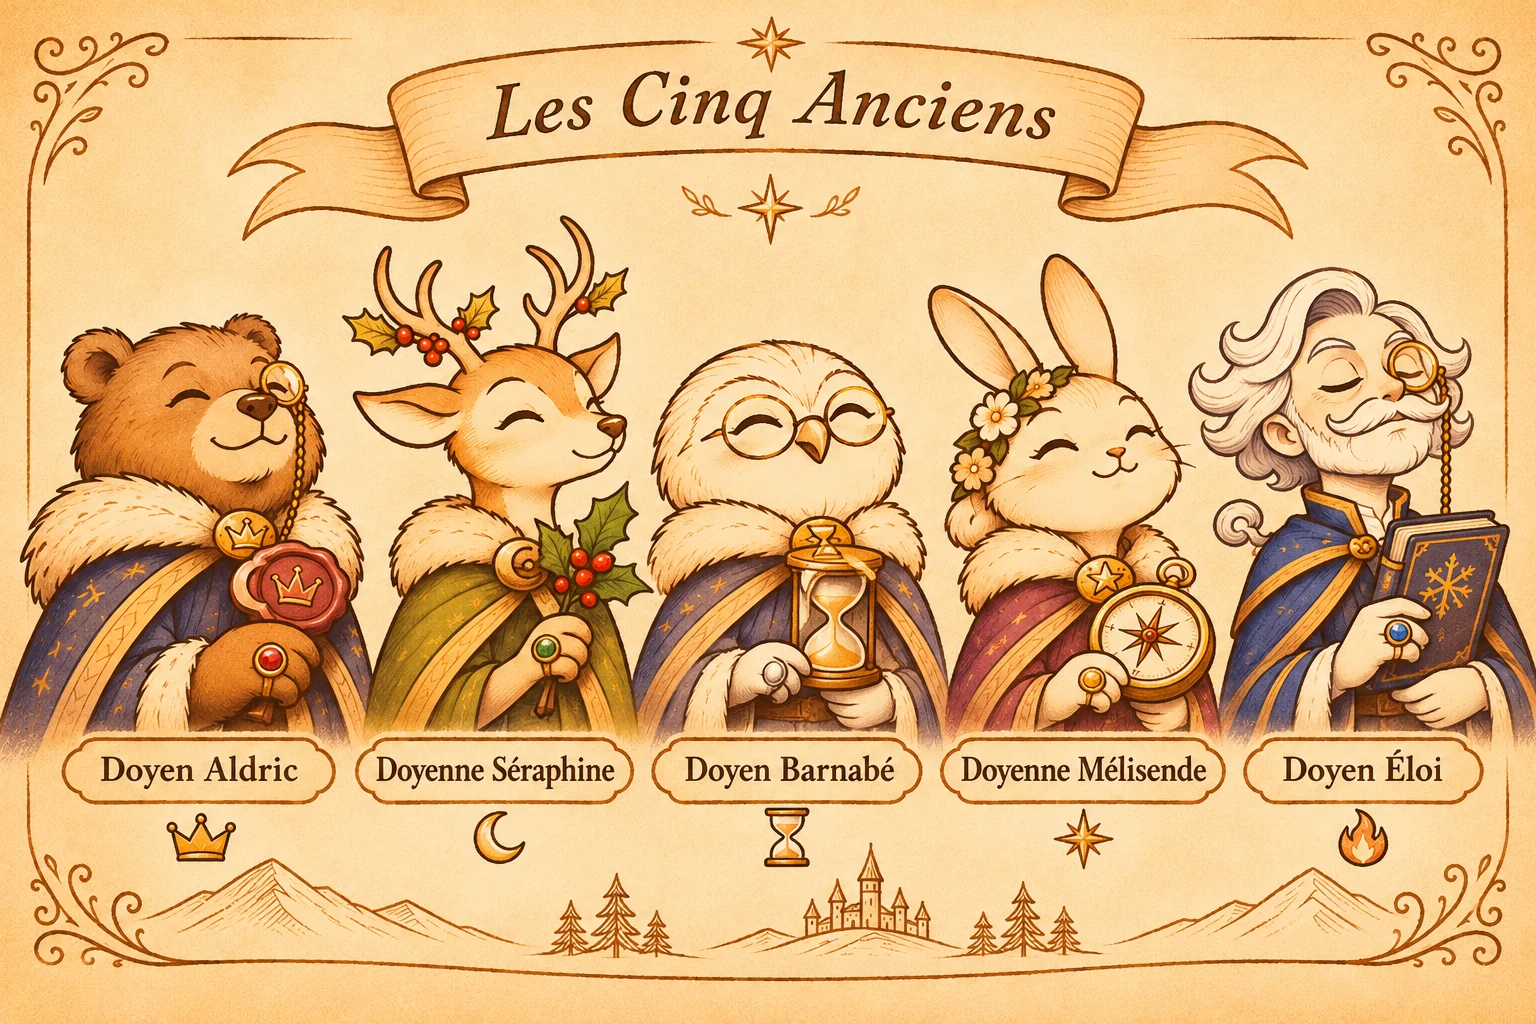 Les Cinq Anciens
Doyen Aldric
Doyenne Séraphine
Doyen Barnabé
Doyenne Mélisende
Doyen Éloi